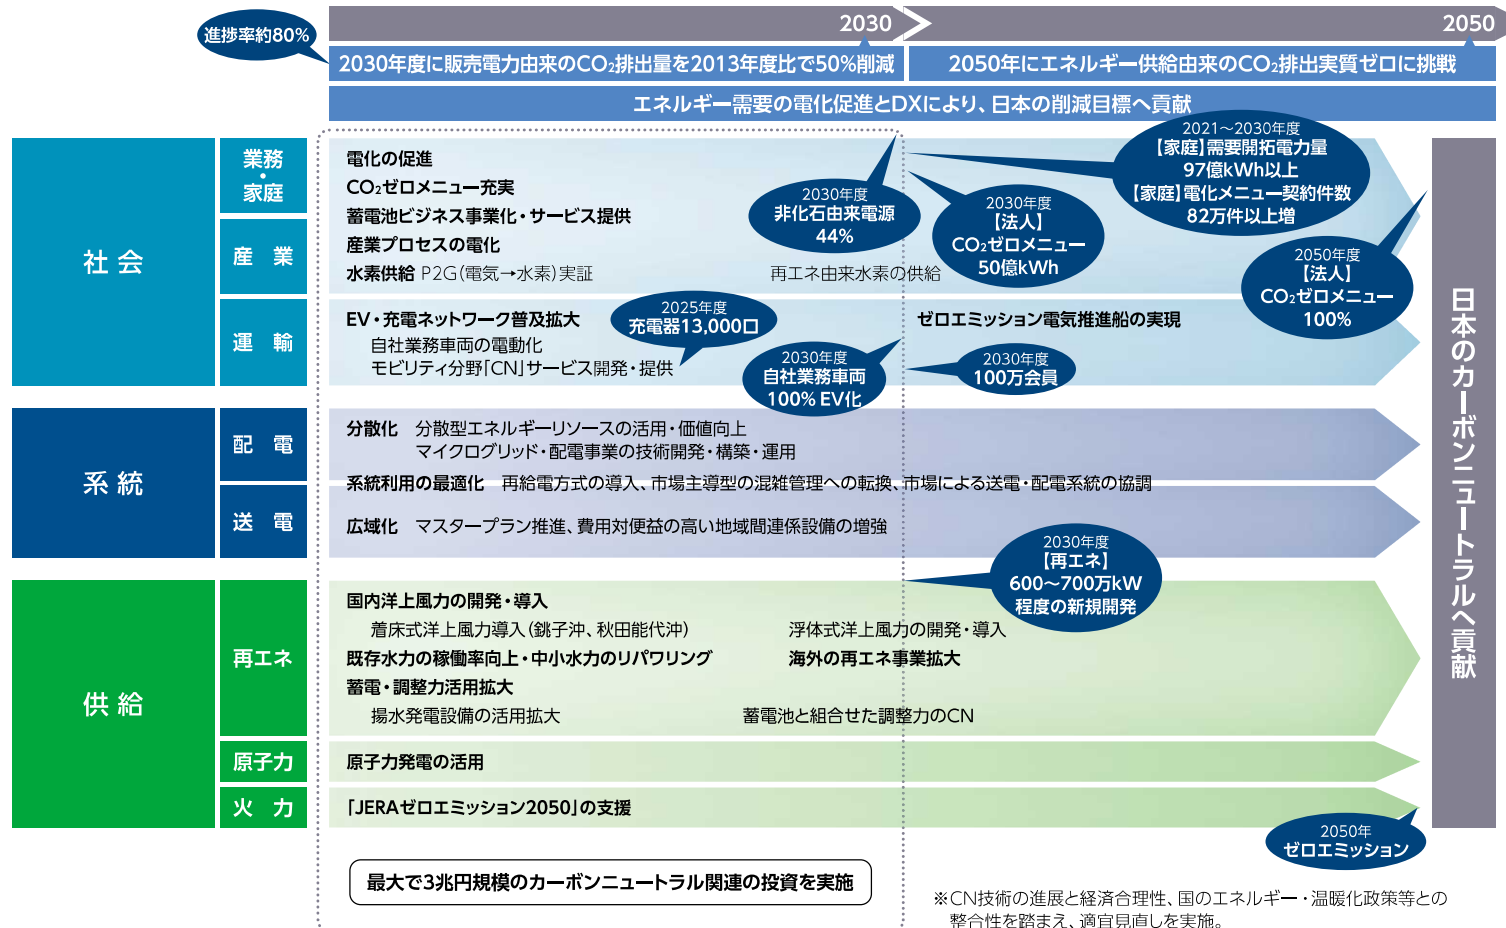 進捗率約80%
2030
2050
2030年度に販売電力由来のCO₂排出量を2013年度比で50%削減
2050年にエネルギー供給由来のCO₂排出実質ゼロに挑戦
エネルギー需要の電化促進とDXにより、日本の削減目標へ貢献
社会
業務
・
家庭
産 業
運 輸
電化の促進
CO₂ゼロメニュー充実
蓄電池ビジネス事業化・サービス提供
産業プロセスの電化
水素供給 P2G（電気→水素）実証
再エネ由来水素の供給
2030年度
非化石由来電源
44%
2030年度
【法人】
CO₂ゼロメニュー
50億kWh
2021～2030年度
【家庭】需要開拓電力量
97億kWh以上
【家庭】電化メニュー契約件数
82万件以上増
2050年度
【法人】
CO₂ゼロメニュー
100%
EV・充電ネットワーク普及拡大
自社業務車両の電動化
モビリティ分野「CN」サービス開発・提供
2025年度
充電器13,000口
ゼロエミッション電気推進船の実現
2030年度
自社業務車両
100% EV化
2030年度
100万会員
系統
配 電
送 電
分散化 分散型エネルギーリソースの活用・価値向上
マイクログリッド・配電事業の技術開発・構築・運用
系統利用の最適化 再給電方式の導入、市場主導型の混雑管理への転換、市場による送電・配電系統の協調
広域化 マスタープラン推進、費用対便益の高い地域間連係設備の増強
供給
再エネ
原子力
火 力
2030年度
【再エネ】
600～700万kW
程度の新規開発
国内洋上風力の開発・導入
着床式洋上風力導入（銚子沖、秋田能代沖）
浮体式洋上風力の開発・導入
既存水力の稼働率向上・中小水力のリパワリング
海外の再エネ事業拡大
蓄電・調整力活用拡大
揚水発電設備の活用拡大
蓄電池と組合せた調整力のCN
原子力発電の活用
「JERAゼロエミッション2050」の支援
2050年
ゼロエミッション
日本のカーボンニュートラルへ貢献
最大で3兆円規模のカーボンニュートラル関連の投資を実施
※CN技術の進展と経済合理性、国のエネルギー・温暖化政策等との
整合性を踏まえ、適宜見直しを実施。